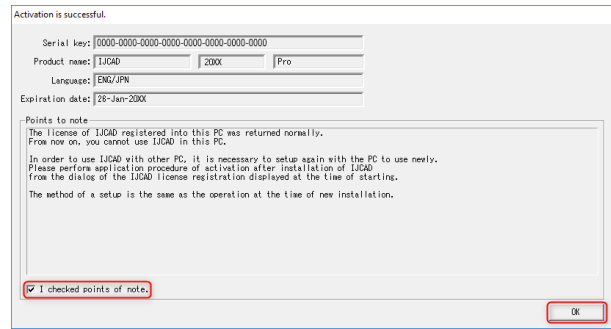 Activation is successful.
Serial key: 0000-0000-0000-0000-0000-0000-0000-0000
Product name: IJCAD 20XX Pro
Language: ENG/JPN
Expiration date: 26-Jan-20XX
Points to note
The license of IJCAD registered into this PC was returned normally.
From now on, you cannot use IJCAD in this PC.
In order to use IJCAD with other PC, it is necessary to setup again with the PC to use newly.
Please perform application procedure of activation after installation of IJCAD
from the dialog of the IJCAD license registration displayed at the time of starting.
The method of a setup is the same as the operation at the time of new installation.
I checked points of note.
OK